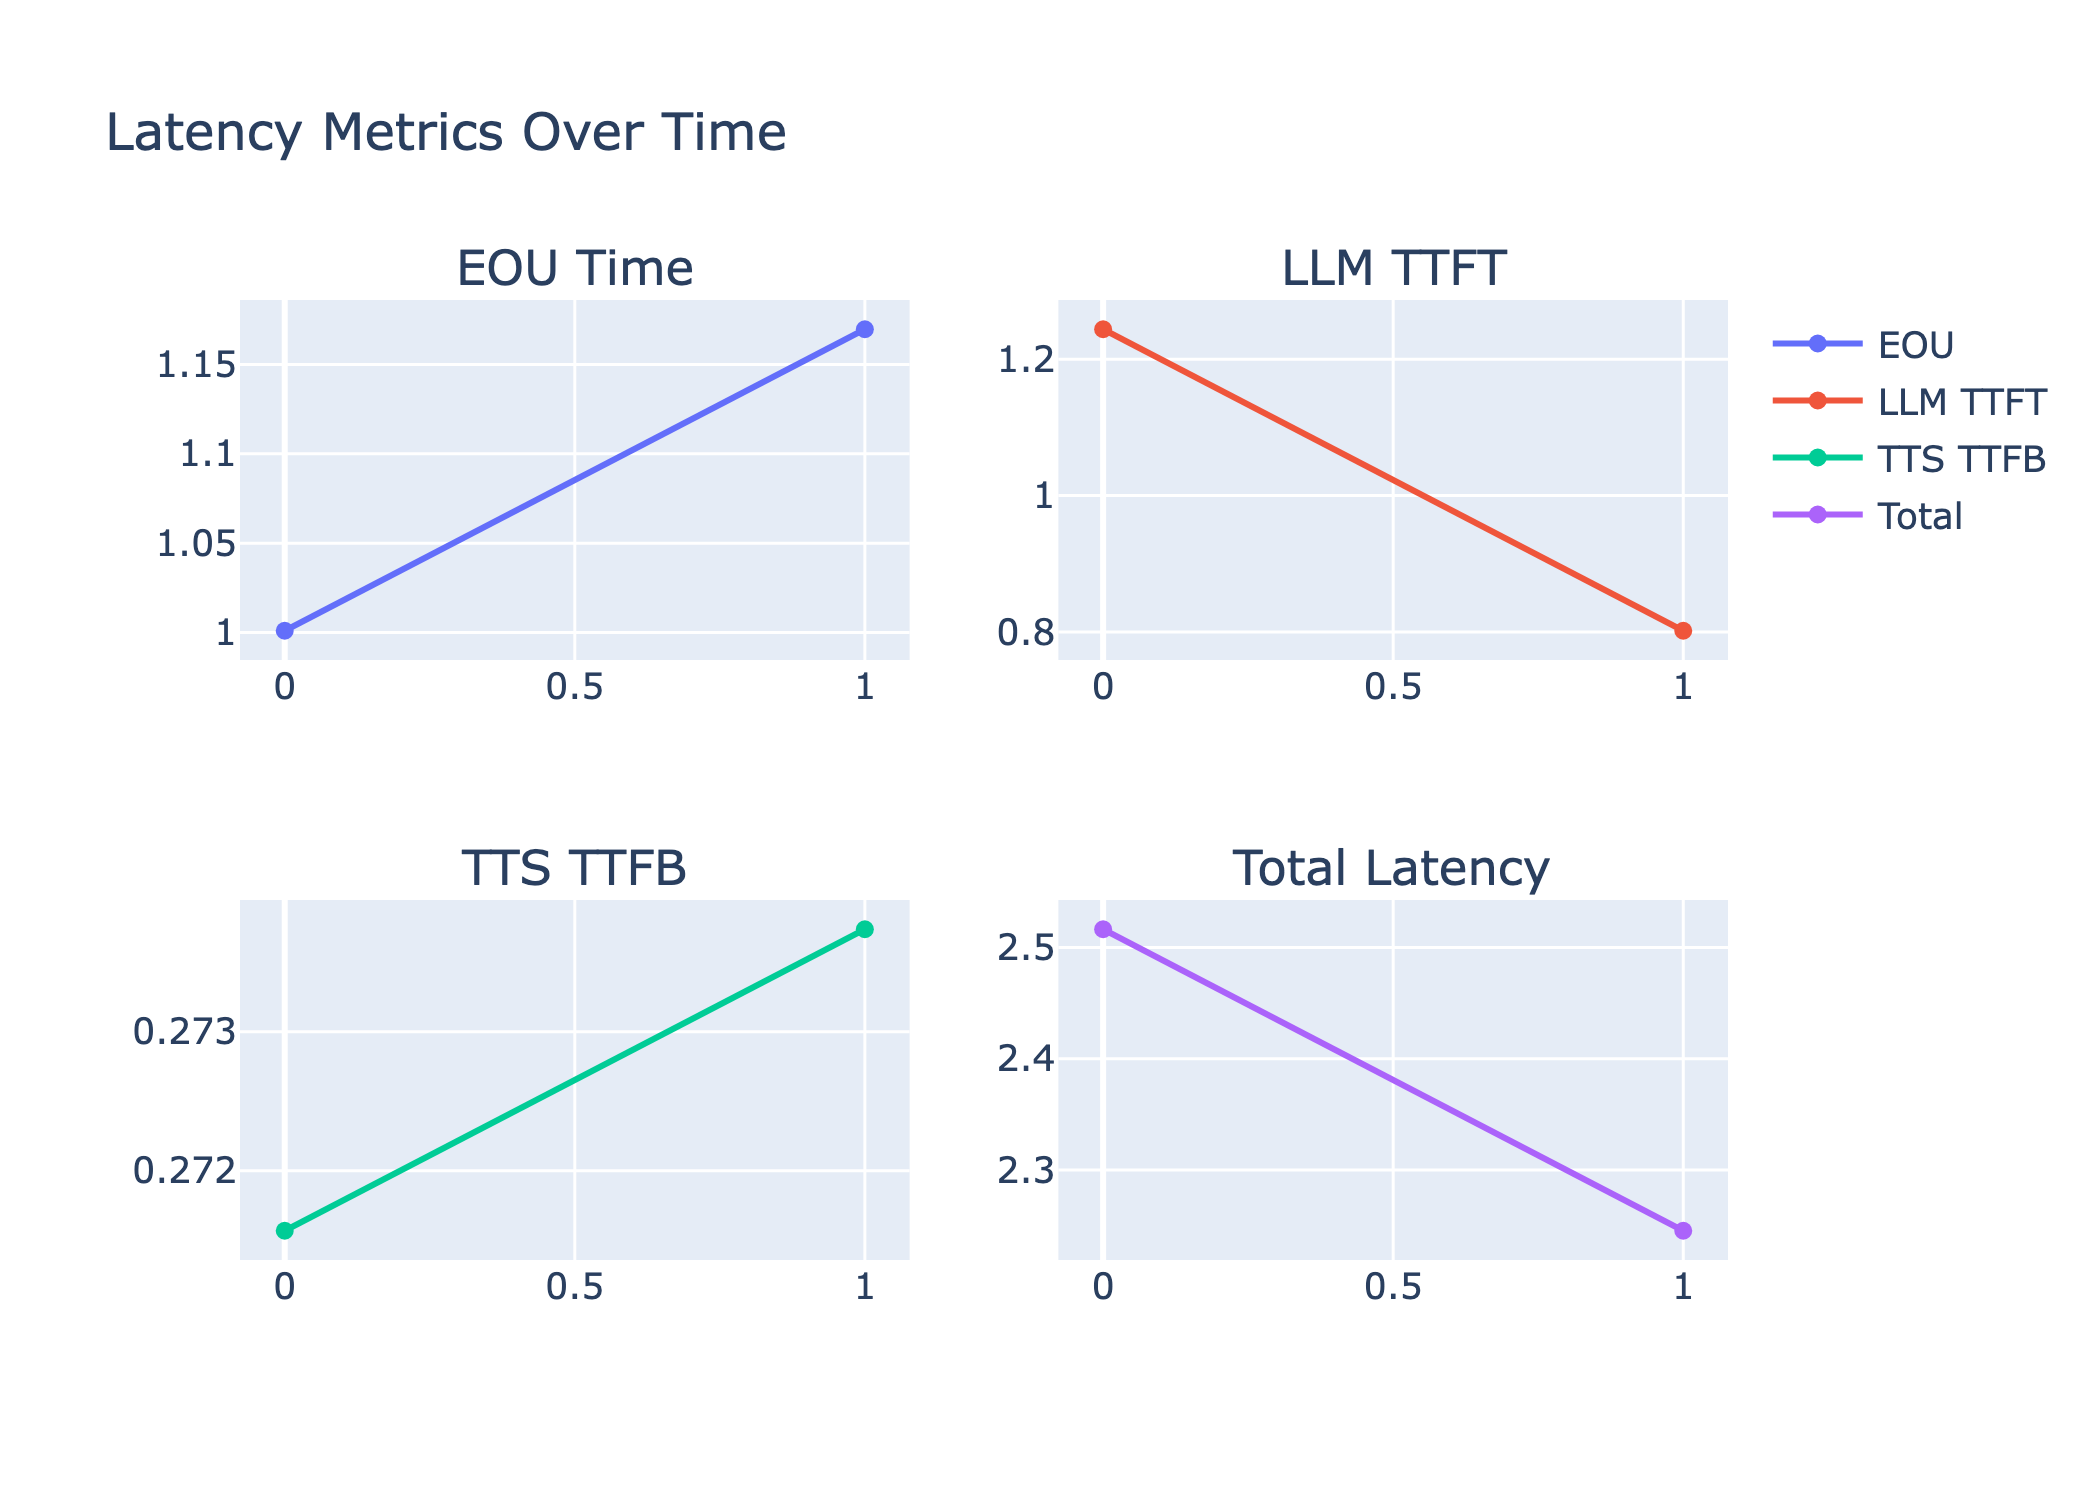 Latency Metrics Over Time
EOU Time
1.15
1.1
1.05
1
0 0.5 1
LLM TTFT
1.2
1
0.8
0 0.5 1
EOU
LLM TTFT
TTS TTFB
Total
TTS TTFB
0.273
0.272
0 0.5 1
Total Latency
2.5
2.4
2.3
0 0.5 1